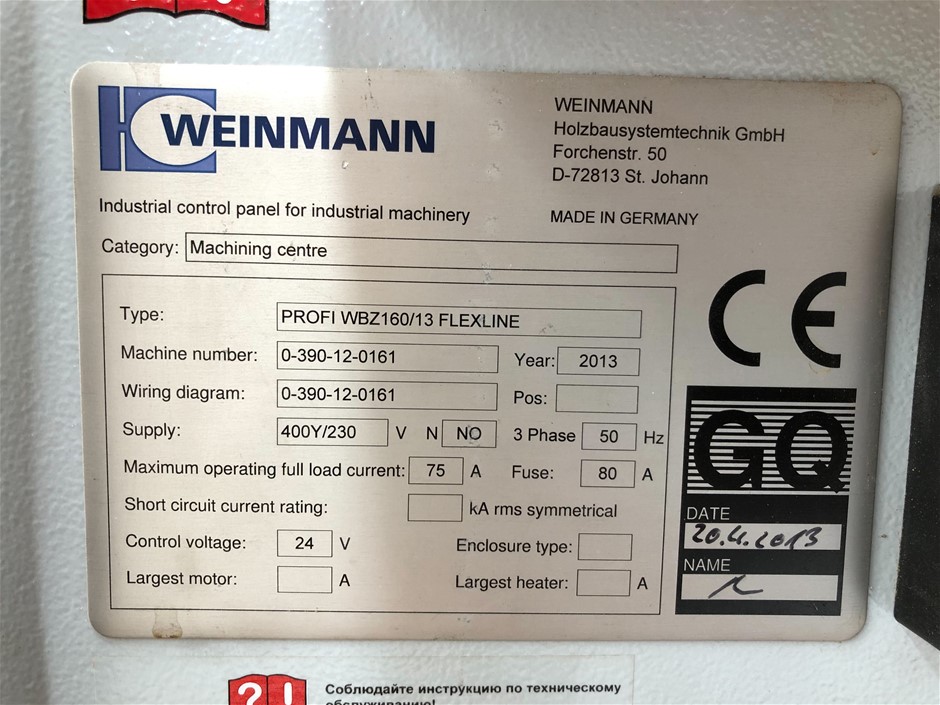 WEINMANN
WEINMANN
Holzbausystemtechnik GmbH
Forchenstr. 50
D-72813 St. Johann
Industrial control panel for industrial machinery
MADE IN GERMANY
Category: Machining centre
Type: PROFI WBZ160/13 FLEXLINE
Machine number: 0-390-12-0161 Year: 2013
Wiring diagram: 0-390-12-0161 Pos:
Supply: 400Y/230 V N NO 3 Phase 50 Hz
Maximum operating full load current: 75 A Fuse: 80 A
Short circuit current rating: kA rms symmetrical
Control voltage: 24 V Enclosure type:
Largest motor: A Largest heater: A
CE
GQ
DATE
20.4.2013
NAME
?!
Соблюдайте инструкцию по техническому
обслуживанию!